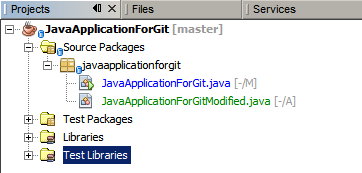 Projects Files Services
JavaApplicationForGit [master]
Source Packages
javaapplicationforgit
JavaApplicationForGit.java [-/M]
JavaApplicationForGitModified.java [-/A]
Test Packages
Libraries
Test Libraries